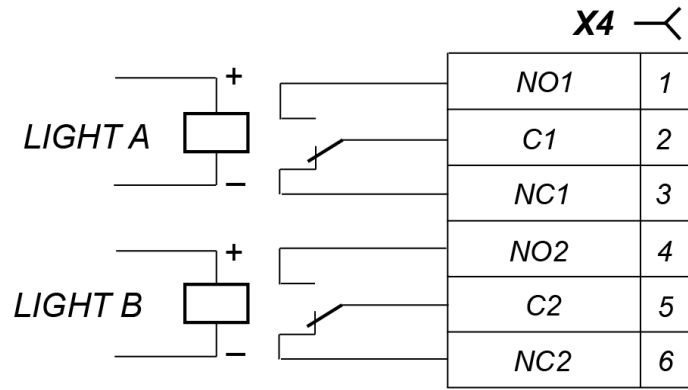 X4
+
NO1 1
LIGHT A
C1 2
–
NC1 3
+
NO2 4
LIGHT B
C2 5
–
NC2 6